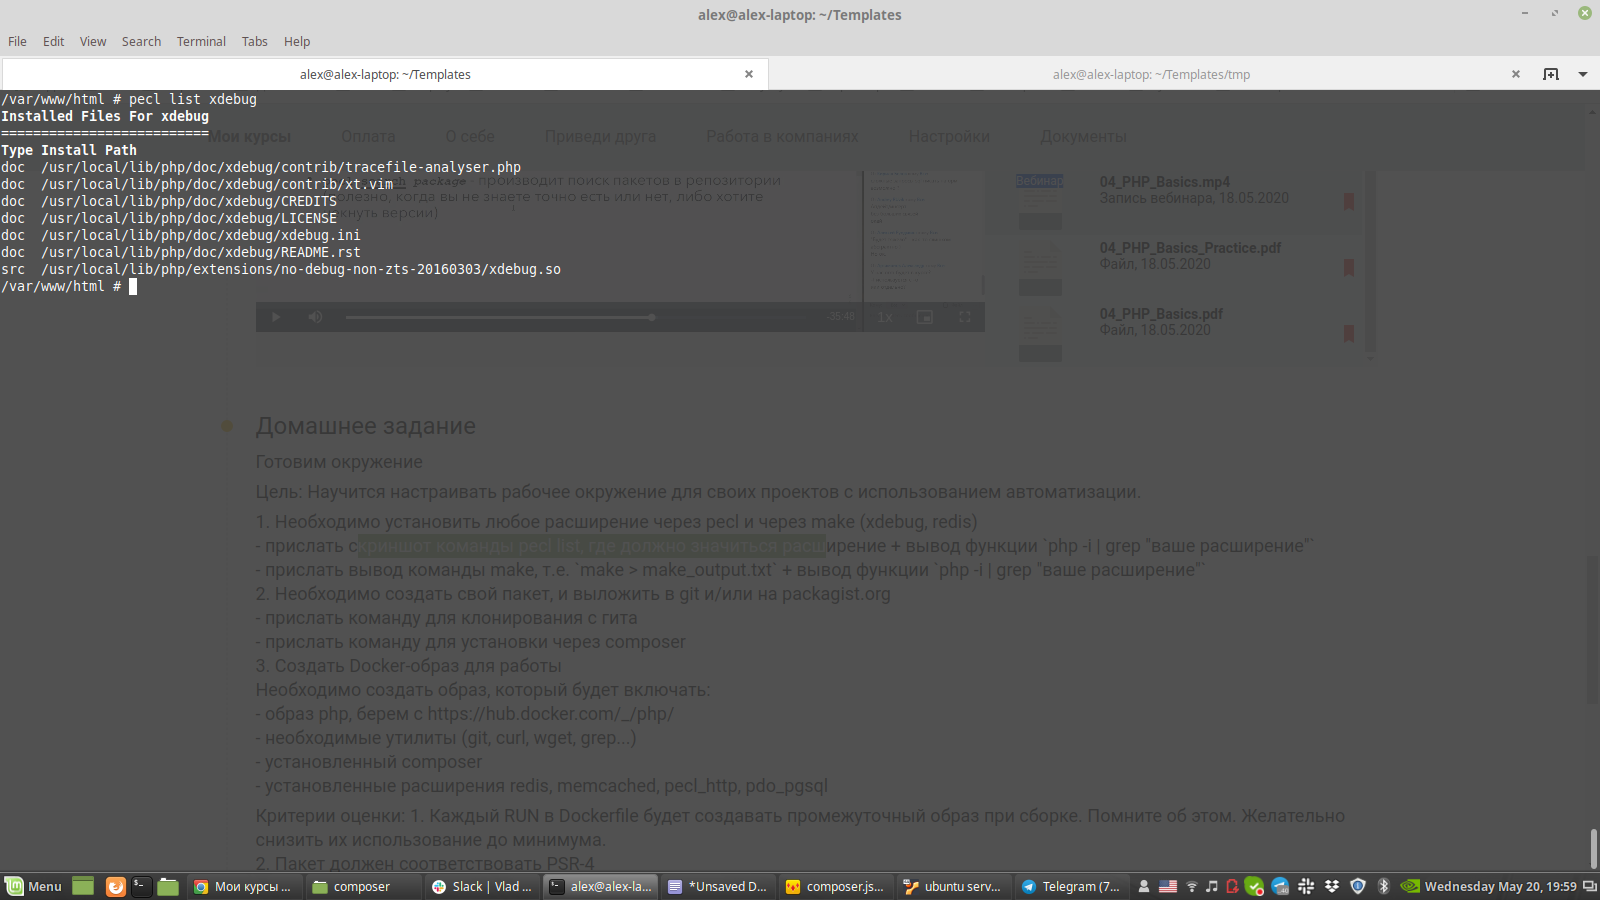 alex@alex-laptop: ~/Templates
File Edit View Search Terminal Tabs Help
alex@alex-laptop: ~/Templates
alex@alex-laptop: ~/Templates/tmp
/var/www/html # pecl list xdebug
Installed Files For xdebug
==========================
Type Install Path
doc /usr/local/lib/php/doc/xdebug/contrib/tracefile-analyser.php
doc /usr/local/lib/php/doc/xdebug/contrib/xt.vim
doc /usr/local/lib/php/doc/xdebug/CREDITS
doc /usr/local/lib/php/doc/xdebug/LICENSE
doc /usr/local/lib/php/doc/xdebug/xdebug.ini
doc /usr/local/lib/php/doc/xdebug/README.rst
src /usr/local/lib/php/extensions/no-debug-non-zts-20160303/xdebug.so
/var/www/html #
Мои курсы Оплата О себе Приведи друга Работа в компаниях Настройки Документы
package - производит поиск пакетов в репозитории
когда вы не знаете точно есть или нет, либо хотите
версии)
-35:48 1x
Вебинар
04_PHP_Basics.mp4
Запись вебинара, 18.05.2020
04_PHP_Basics_Practice.pdf
Файл, 18.05.2020
04_PHP_Basics.pdf
Файл, 18.05.2020
Домашнее задание
Готовим окружение
Цель: Научится настраивать рабочее окружение для своих проектов с использованием автоматизации.
1. Необходимо установить любое расширение через pecl и через make (xdebug, redis)
- прислать скриншот команды pecl list, где должно значиться расширение + вывод функции `php -i | grep "ваше расширение"`
- прислать вывод команды make, т.е. `make > make_output.txt` + вывод функции `php -i | grep "ваше расширение"`
2. Необходимо создать свой пакет, и выложить в git и/или на packagist.org
- прислать команду для клонирования с гита
- прислать команду для установки через composer
3. Создать Docker-образ для работы
Необходимо создать образ, который будет включать:
- образ php, берем с https://hub.docker.com/_/php/
- необходимые утилиты (git, curl, wget, grep...)
- установленный composer
- установленные расширения redis, memcached, pecl_http, pdo_pgsql
Критерии оценки: 1. Каждый RUN в Dockerfile будет создавать промежуточный образ при сборке. Помните об этом. Желательно
снизить их использование до минимума.
2. Пакет должен соответствовать PSR-4
Menu Мои курсы ... composer Slack | Vlad ... alex@alex-la... *Unsaved D... composer.js... ubuntu serv... Telegram (7... Wednesday May 20, 19:59